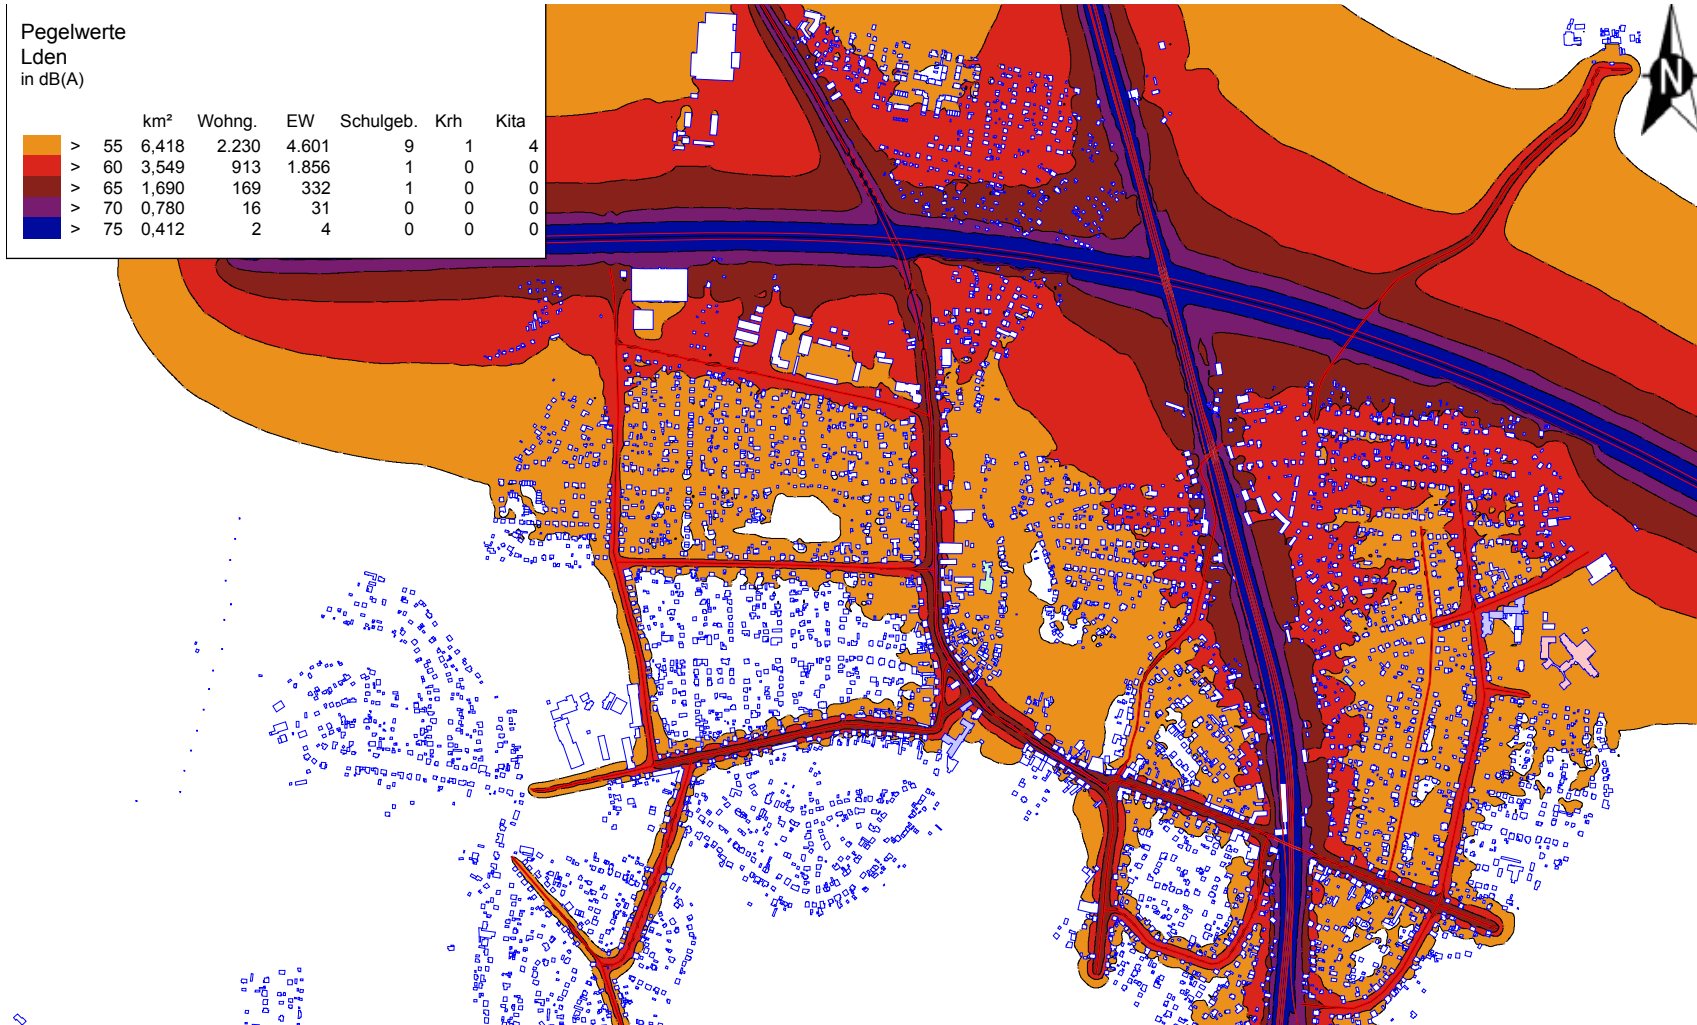 Pegelwerte
Lden
in dB(A)
km² Wohng. EW Schulgeb. Krh Kita
> 55 6,418 2.230 4.601 9 1 4
> 60 3,549 913 1.856 1 0 0
> 65 1,690 169 332 1 0 0
> 70 0,780 16 31 0 0 0
> 75 0,412 2 4 0 0 0
N